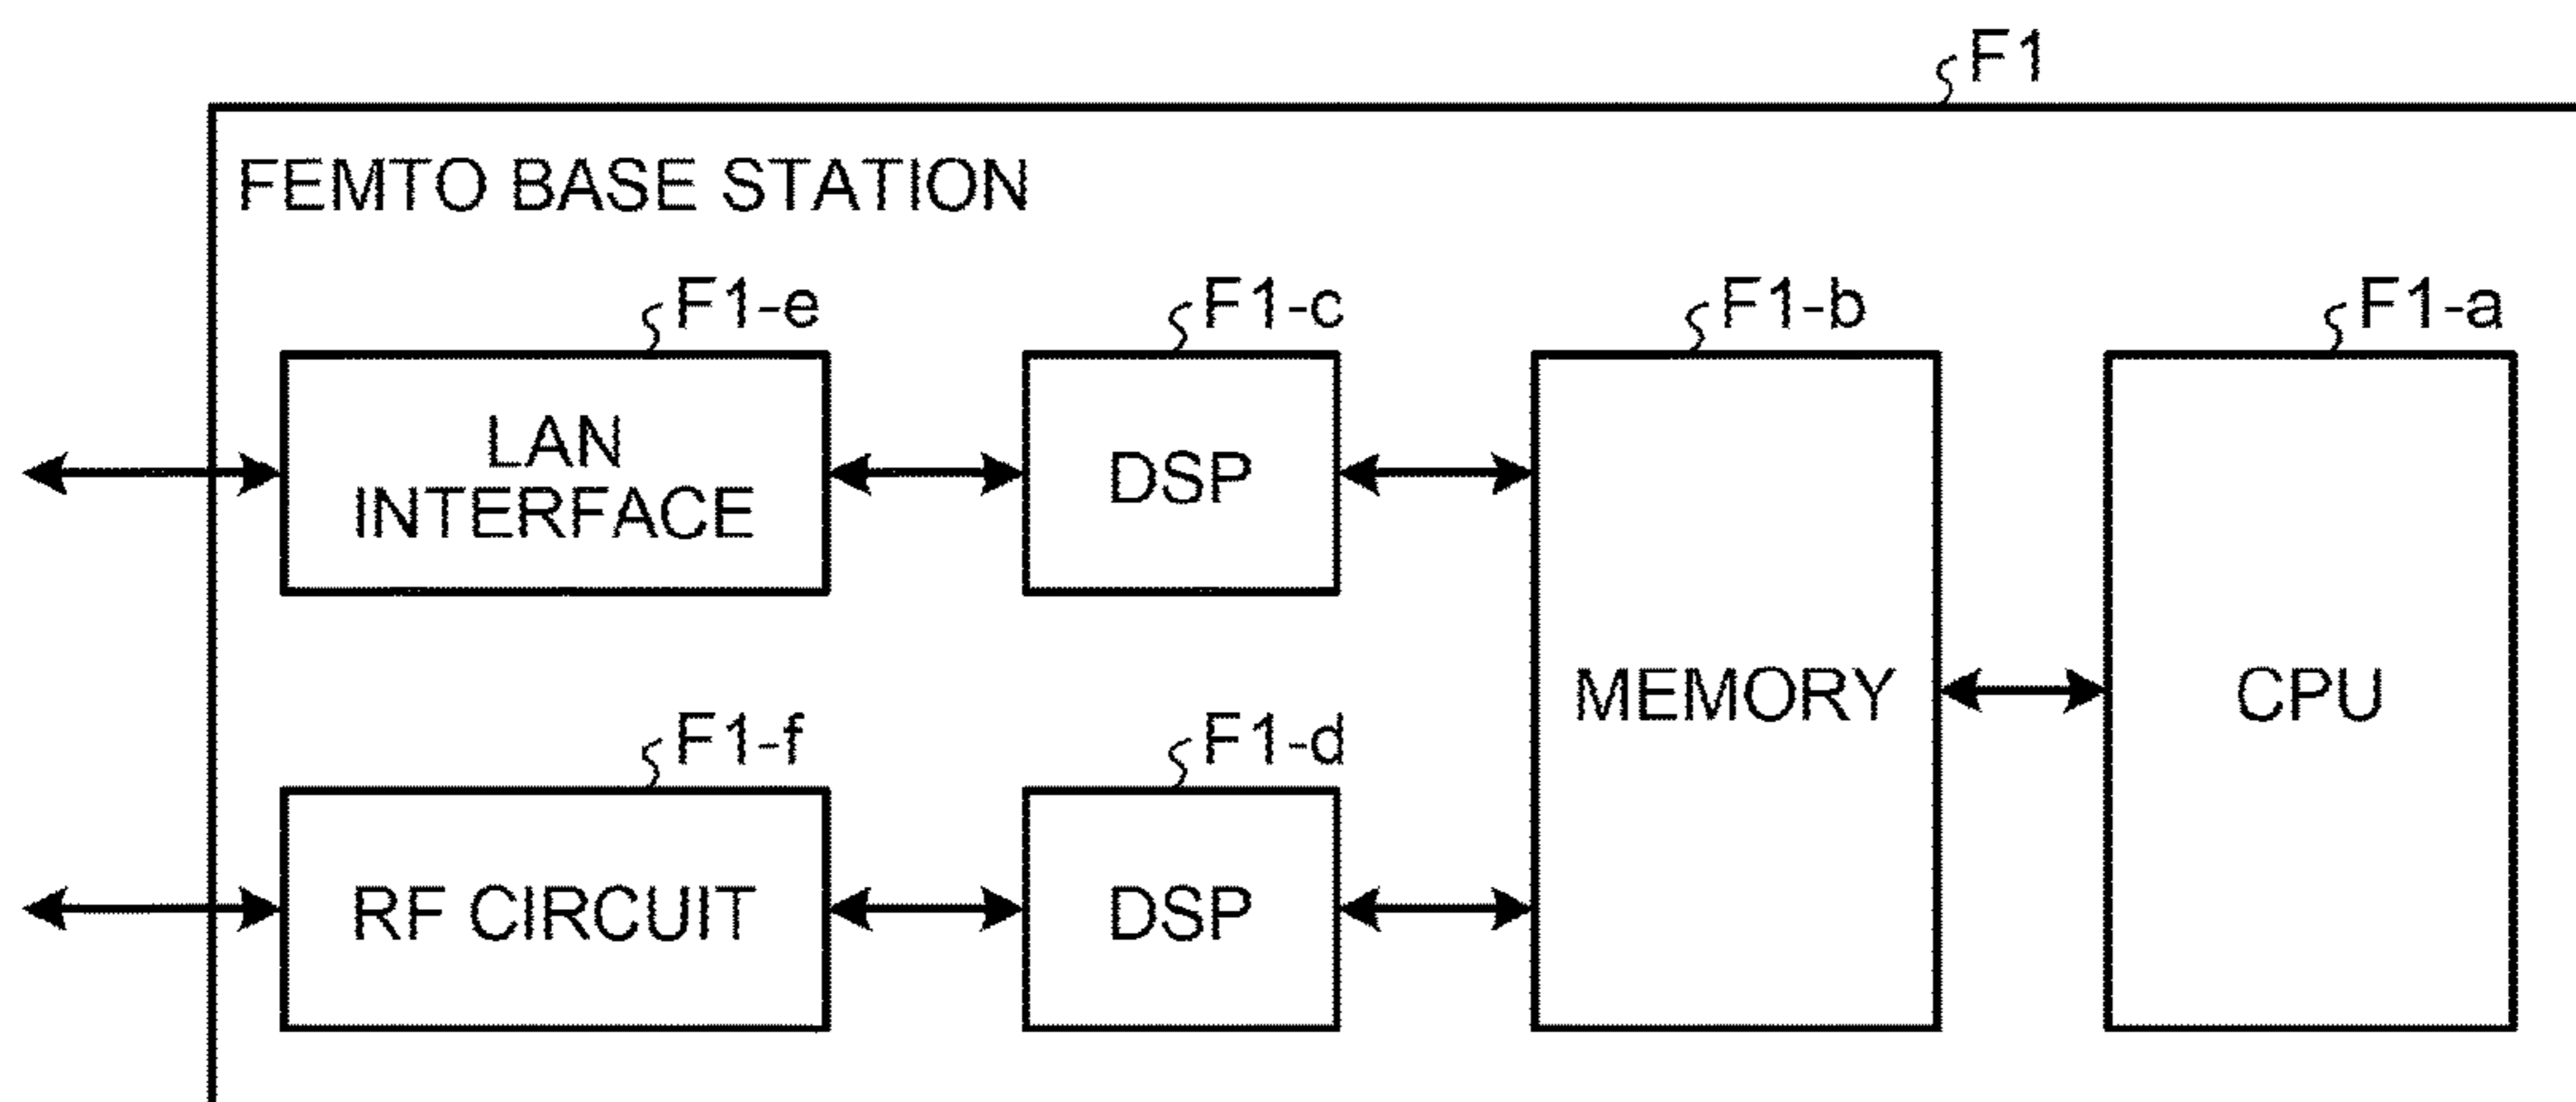 F1
FEMTO BASE STATION
F1-e
F1-c
F1-b
F1-a
LAN
INTERFACE
DSP
MEMORY
CPU
F1-f
F1-d
RF CIRCUIT
DSP